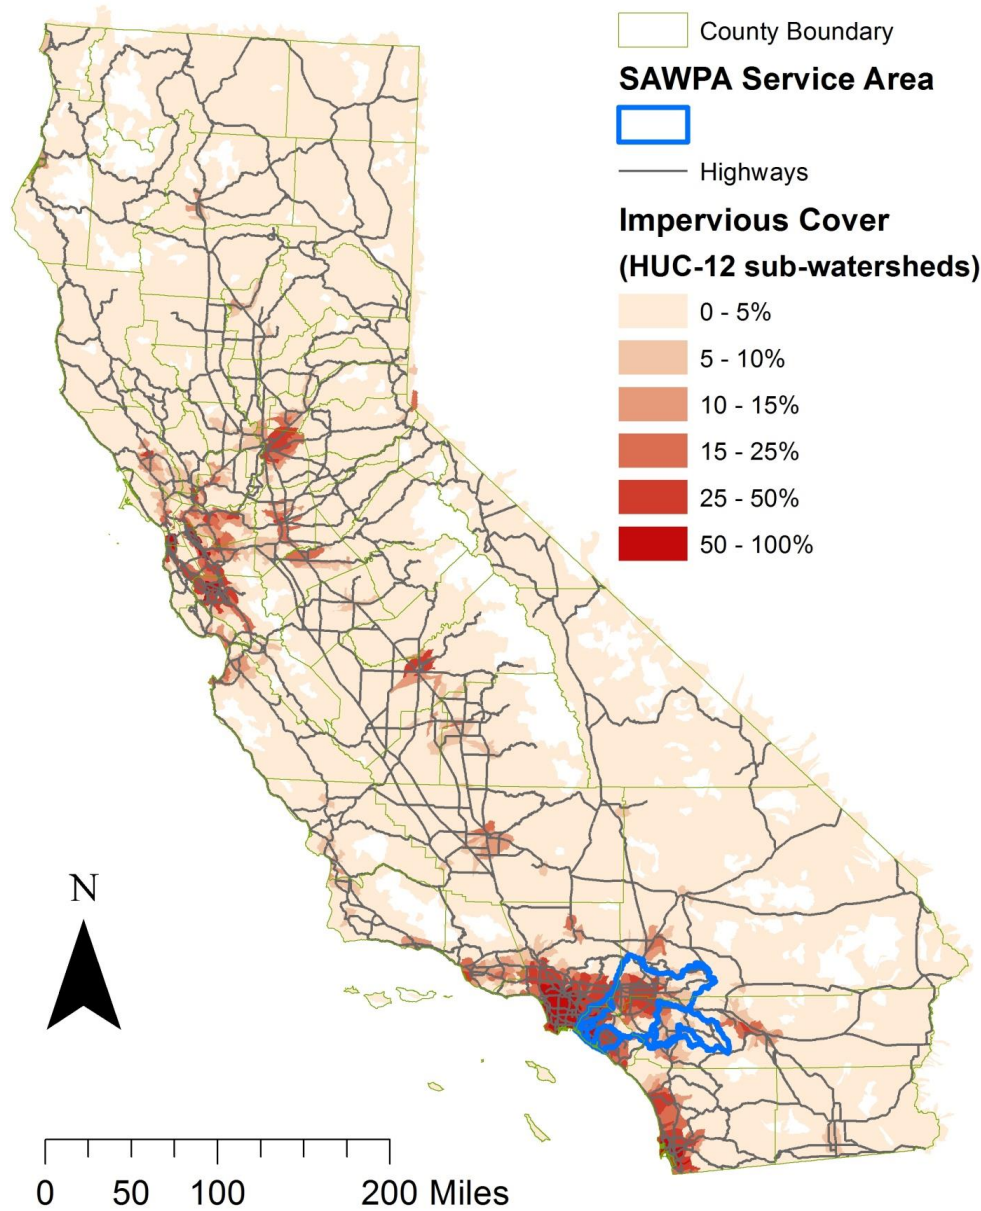 County Boundary
SAWPA Service Area
Highways
Impervious Cover
(HUC-12 sub-watersheds)
0 - 5%
5 - 10%
10 - 15%
15 - 25%
25 - 50%
50 - 100%
N
0 50 100 200 Miles